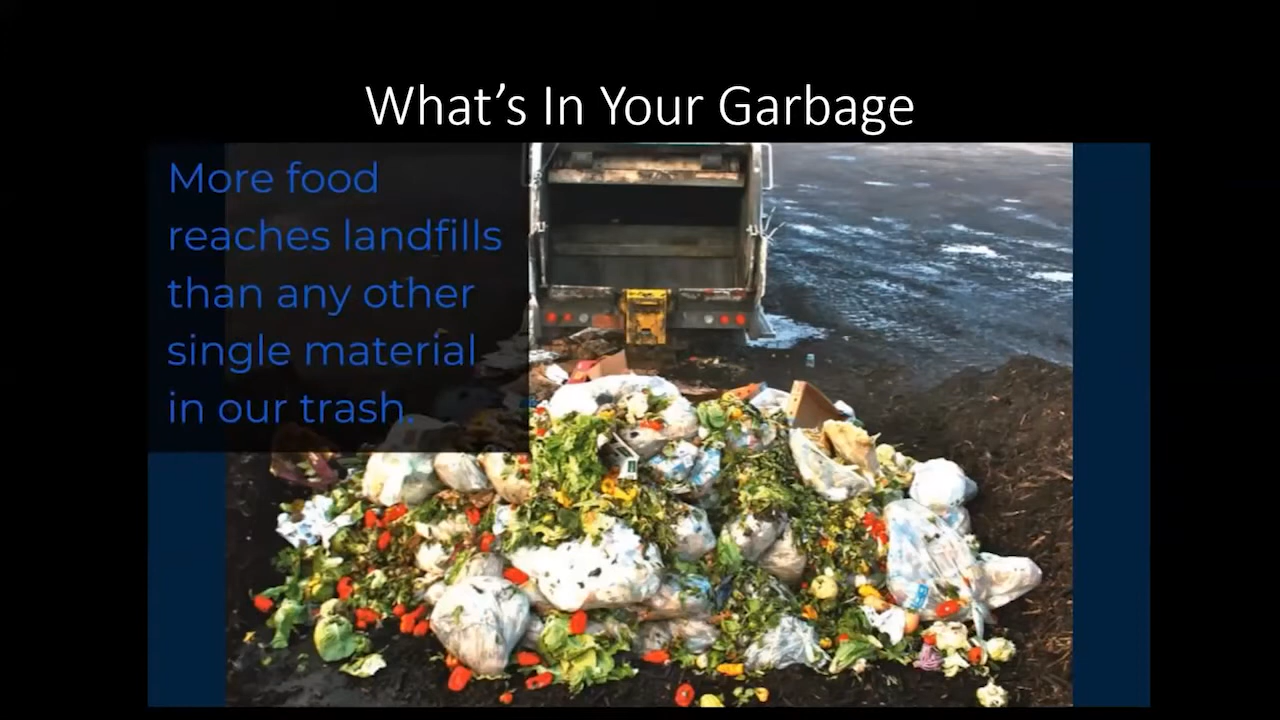 What's In Your Garbage
More food
reaches landfills
than any other
single material
in our trash.